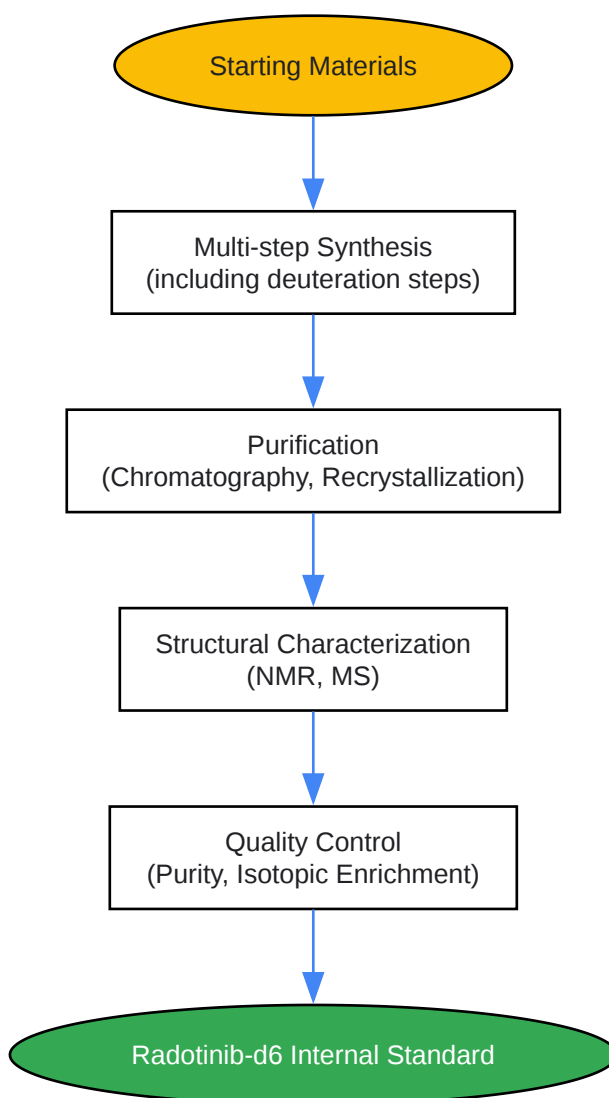 Starting Materials
Multi-step Synthesis
(including deuteration steps)
Purification
(Chromatography, Recrystallization)
Structural Characterization
(NMR, MS)
Quality Control
(Purity, Isotopic Enrichment)
Radotinib-d6 Internal Standard